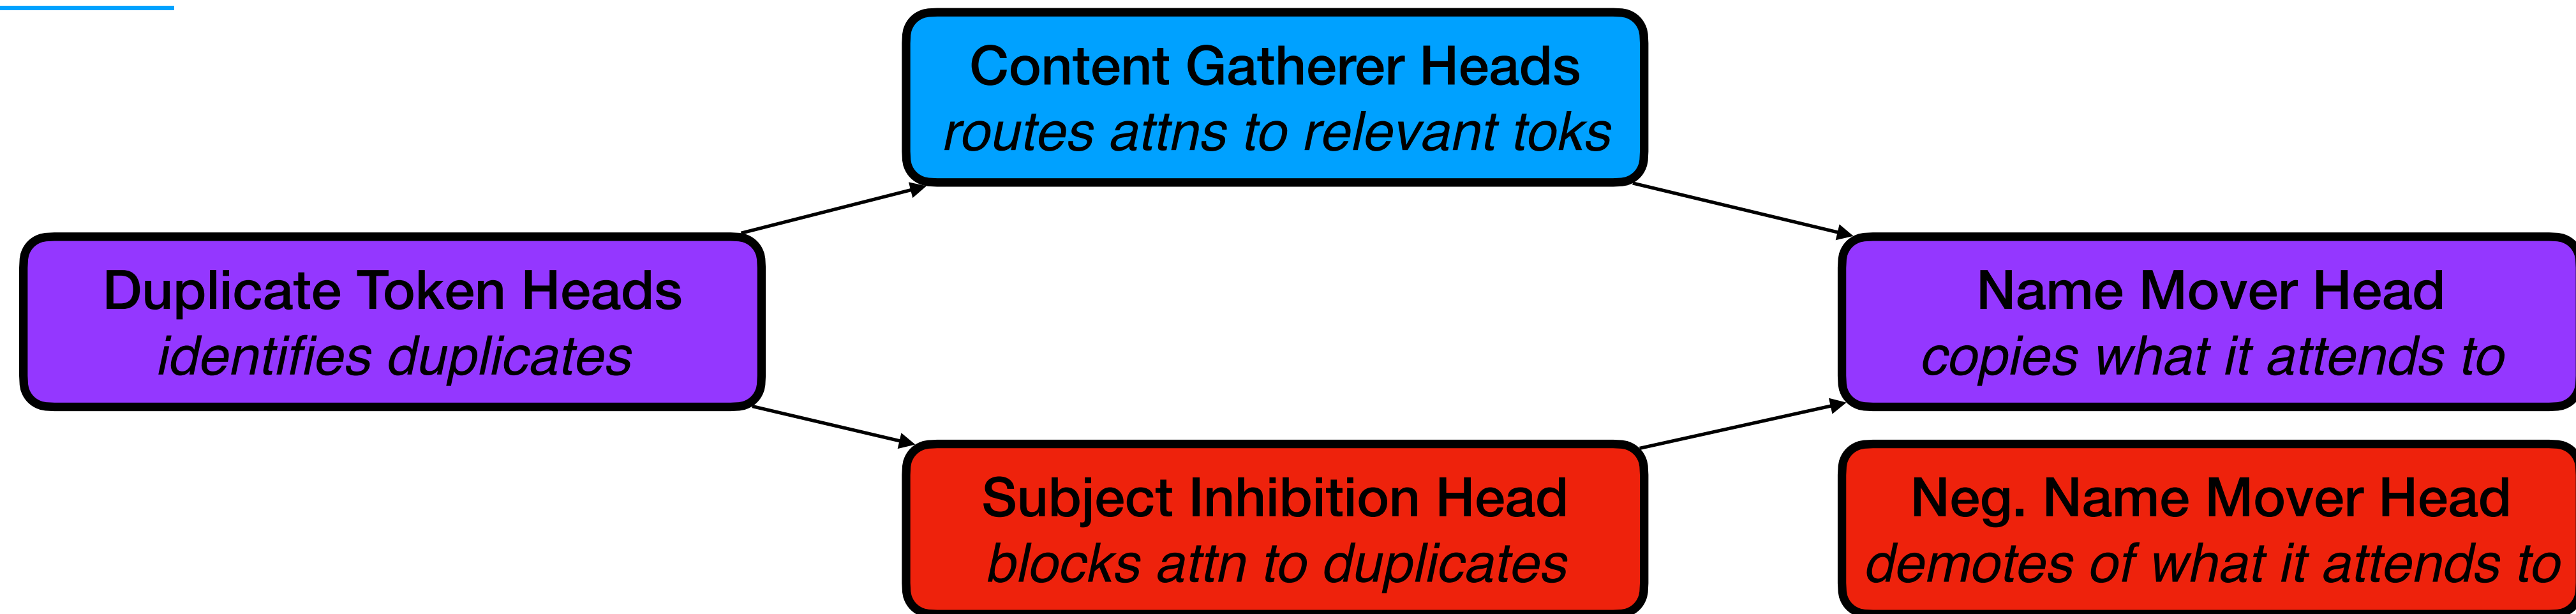 Content Gatherer Heads
routes attns to relevant toks
Duplicate Token Heads
identifies duplicates
Name Mover Head
copies what it attends to
Subject Inhibition Head
blocks attn to duplicates
Neg. Name Mover Head
demotes of what it attends to